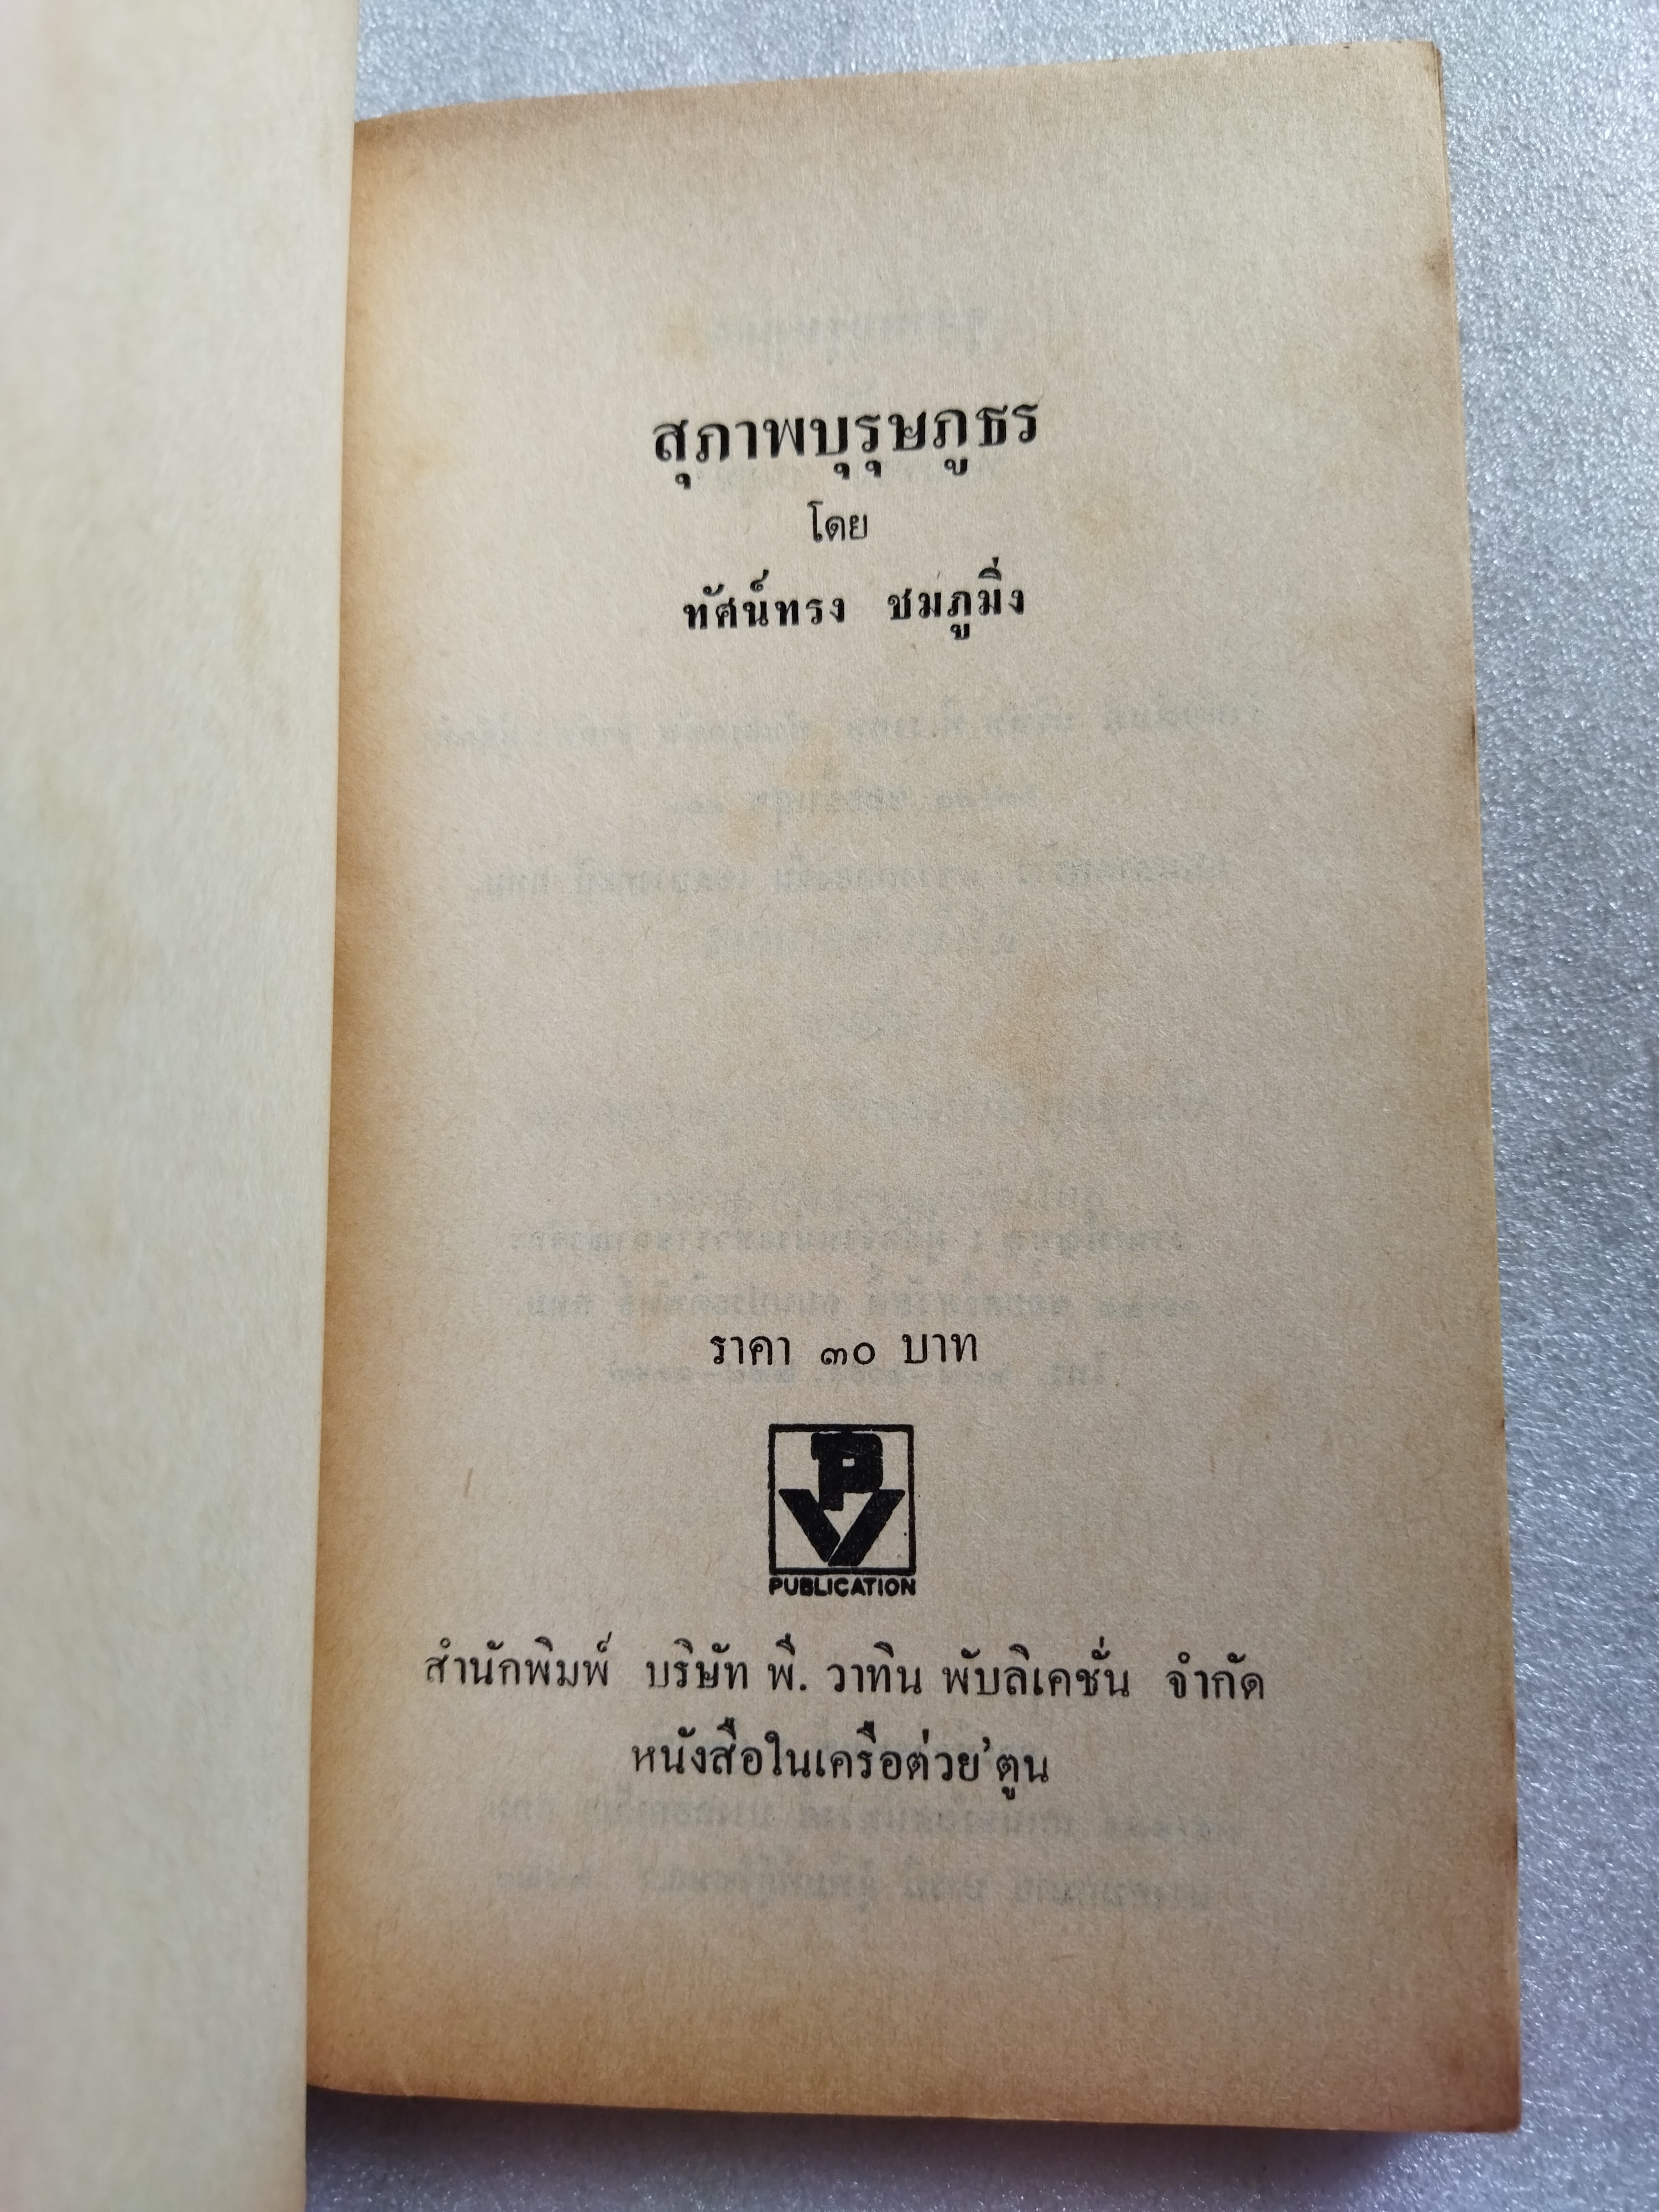 สุภาพบุรุษภูธร
โดย
ทัศน์ทรง ชมภูมิ่ง
ราคา ๓๐ บาท
PV
PUBLICATION
สำนักพิมพ์ บริษัท พี. วาทิน พับลิเคชั่น จำกัด
หนังสือในเครือต่วย'ตูน